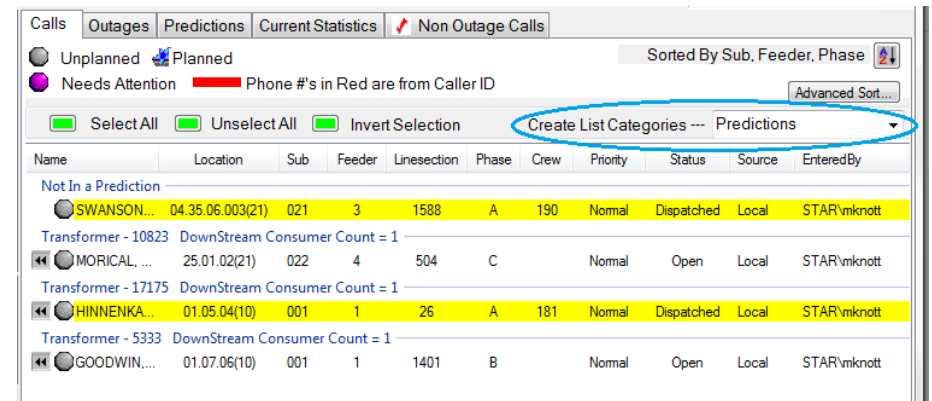 Calls Outages Predictions Current Statistics Non Outage Calls
Unplanned Planned Sorted By Sub, Feeder, Phase
Needs Attention Phone #'s in Red are from Caller ID Advanced Sort...
Select All Unselect All Invert Selection Create List Categories --- Predictions
Name Location Sub Feeder Linesection Phase Crew Priority Status Source EnteredBy
Not In a Prediction
SWANSON... 04.35.06.003(21) 021 3 1588 A 190 Normal Dispatched Local STAR\mknott
Transformer - 10823 DownStream Consumer Count = 1
MORICAL, ... 25.01.02(21) 022 4 504 C Normal Open Local STAR\mknott
Transformer - 17175 DownStream Consumer Count = 1
HINNENKA... 01.05.04(10) 001 1 26 A 181 Normal Dispatched Local STAR\mknott
Transformer - 5333 DownStream Consumer Count = 1
GOODWIN,... 01.07.06(10) 001 1 1401 B Normal Open Local STAR\mknott